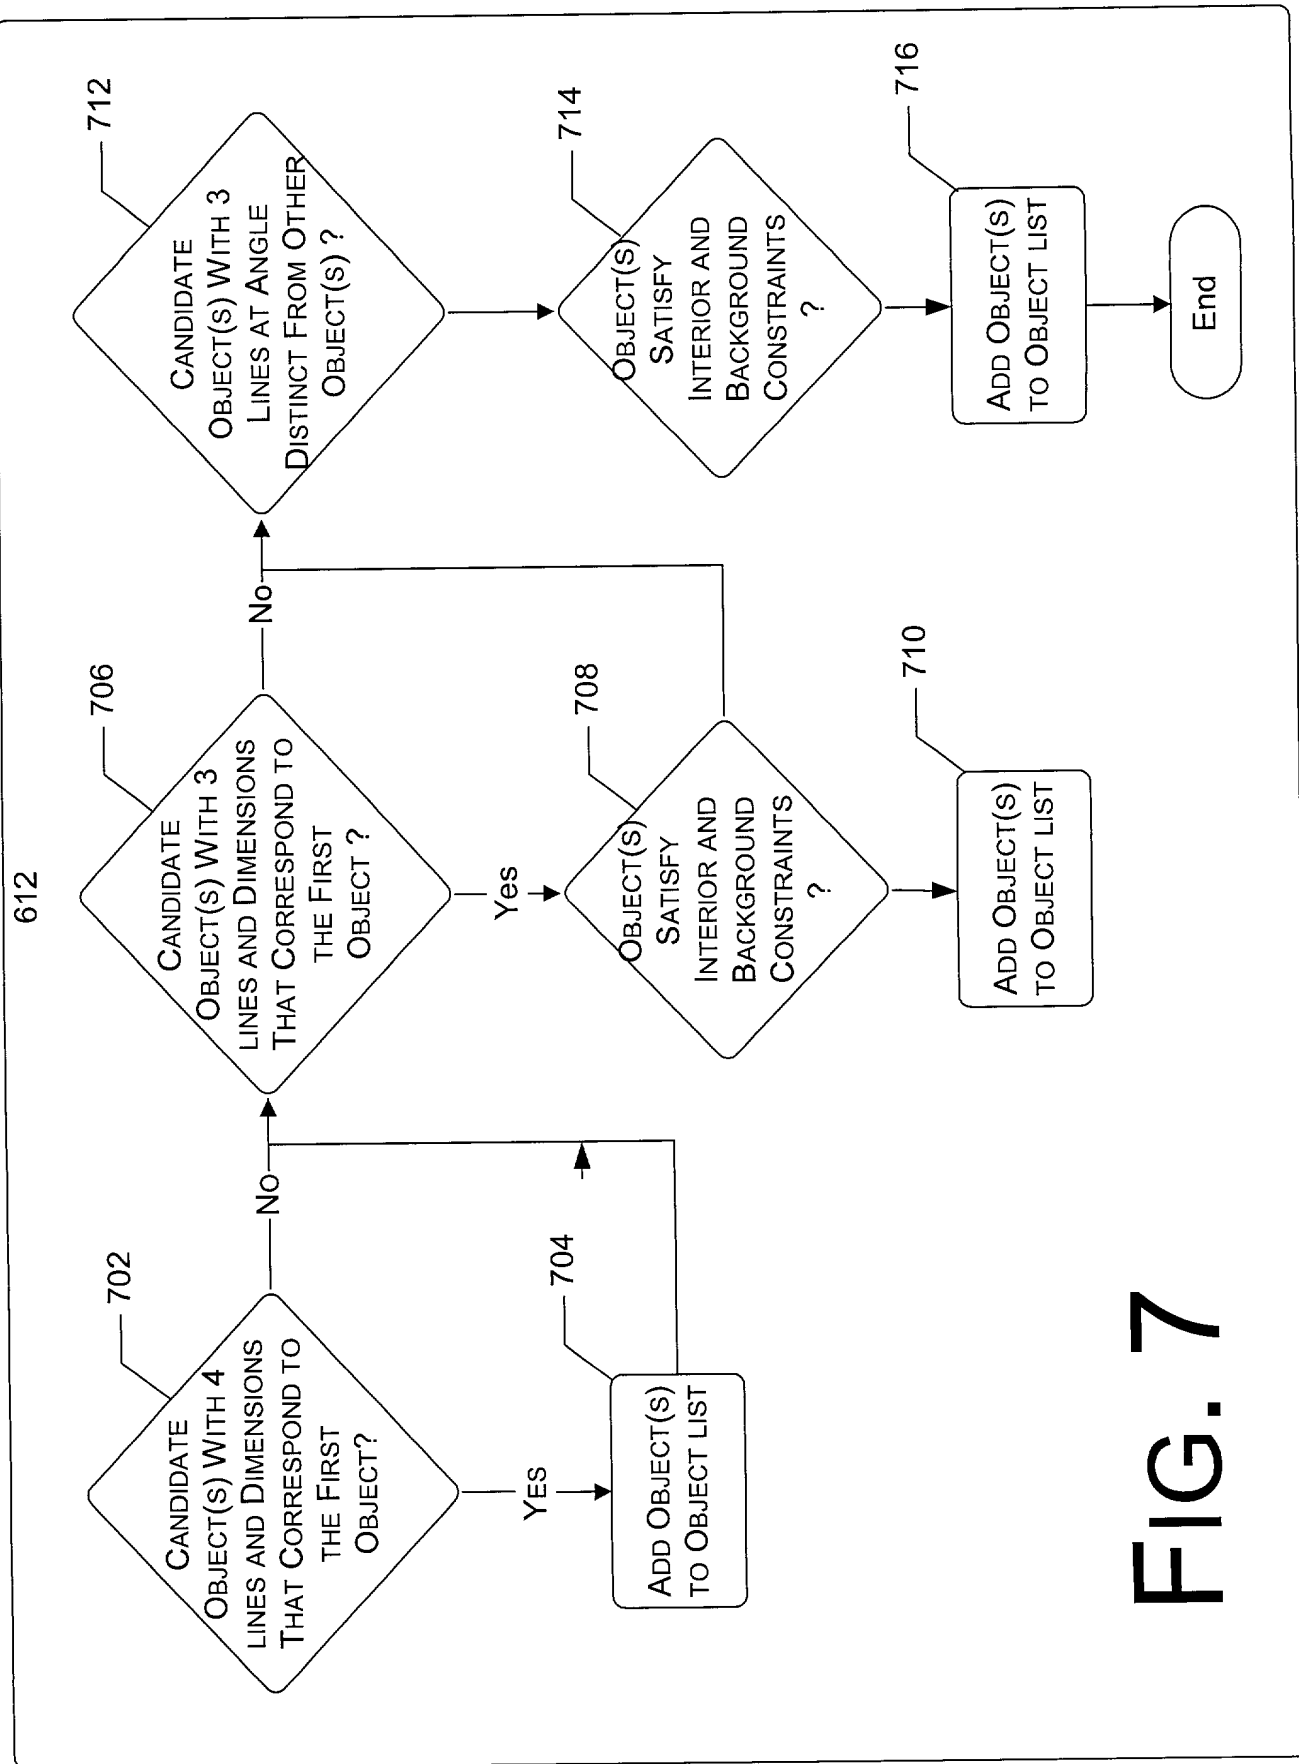 612
702
CANDIDATE
OBJECT(S) WITH 4
LINES AND DIMENSIONS
THAT CORRESPOND TO
THE FIRST
OBJECT?
No
YES
704
ADD OBJECT(S)
TO OBJECT LIST
706
CANDIDATE
OBJECT(S) WITH 3
LINES AND DIMENSIONS
THAT CORRESPOND TO
THE FIRST
OBJECT ?
No
Yes
708
OBJECT(S)
SATISFY
INTERIOR AND
BACKGROUND
CONSTRAINTS
?
710
ADD OBJECT(S)
TO OBJECT LIST
712
CANDIDATE
OBJECT(S) WITH 3
LINES AT ANGLE
DISTINCT FROM OTHER
OBJECT(S) ?
714
OBJECT(S)
SATISFY
INTERIOR AND
BACKGROUND
CONSTRAINTS
?
716
ADD OBJECT(S)
TO OBJECT LIST
End
FIG. 7